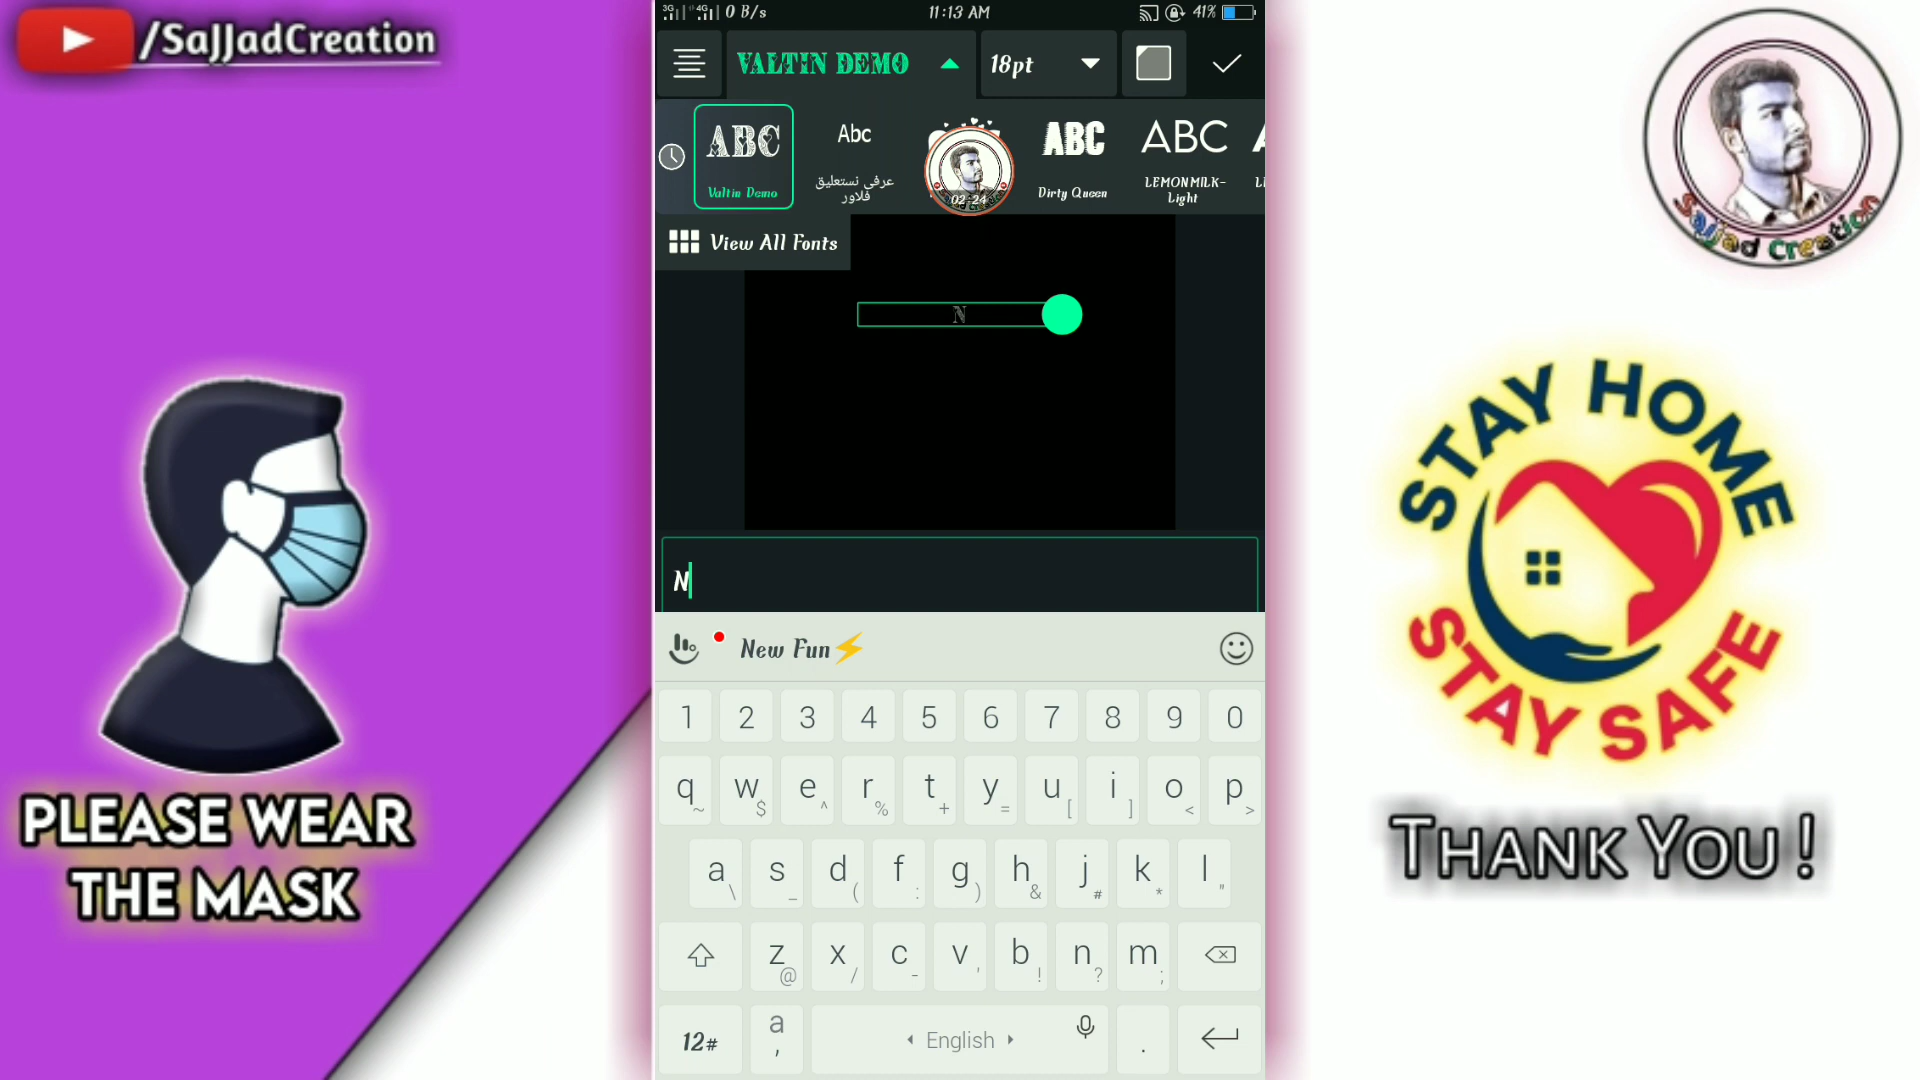 /SaJJadCreation
3G 4G 0 B/s 11:13 AM 41%
VALTIN DEMO 18pt
ABC Abc ABC ABC
Valtin Demo عرفی نستعلیق فلاور 02-24 Dirty Queen LEMONMILK-Light
View All Fonts
N
N
New Fun⚡
1 2 3 4 5 6 7 8 9 0
q w e r t y u i o p
~ $ ^ % + = [ ] < >
a s d f g h j k l
\ _ ( : ) & # * "
z x c v b n m
@ / - ' ! ? ;
12# a , English .
PLEASE WEAR
THE MASK
Sajjad Creation
STAY HOME
STAY SAFE
THANK YOU !